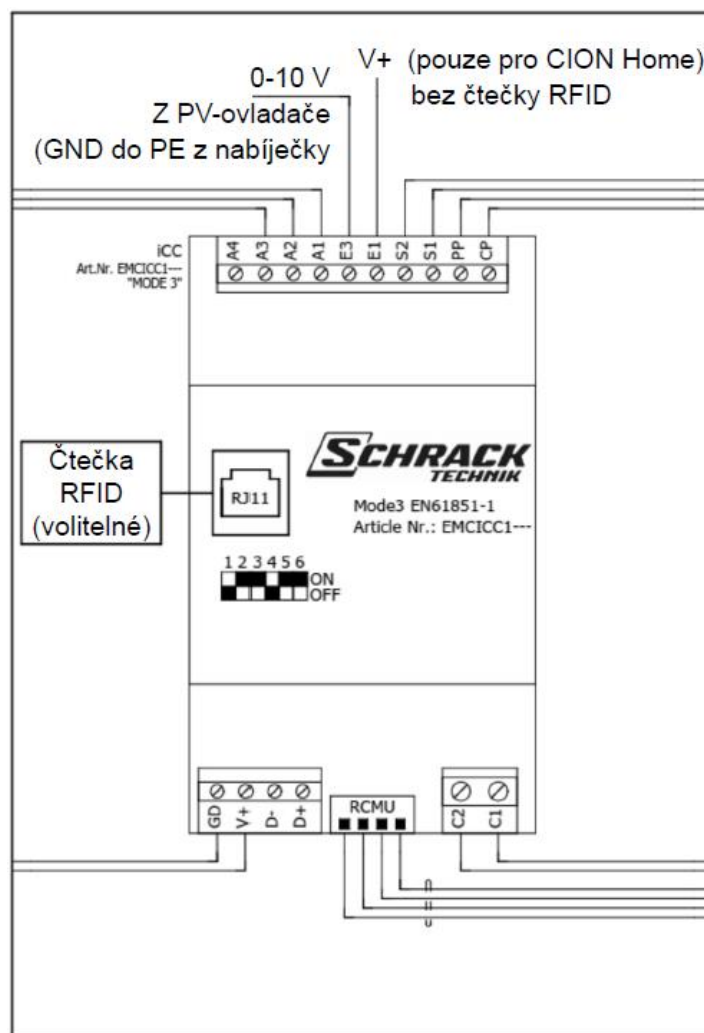 0-10 V
Z PV-ovladače
(GND do PE z nabíječky
V+ (pouze pro CION Home)
bez čtečky RFID
iCC
Art.Nr. EMCICC1---
"MODE 3"
A4 A3 A2 A1 E3 E1 S2 S1 PP CP
Čtečka
RFID
(volitelné)
RJ11
SCHRACK
TECHNIK
Mode3 EN61851-1
Article Nr.: EMCICC1---
1 2 3 4 5 6
ON
OFF
GD V+ D- D+
RCMU
C2 C1